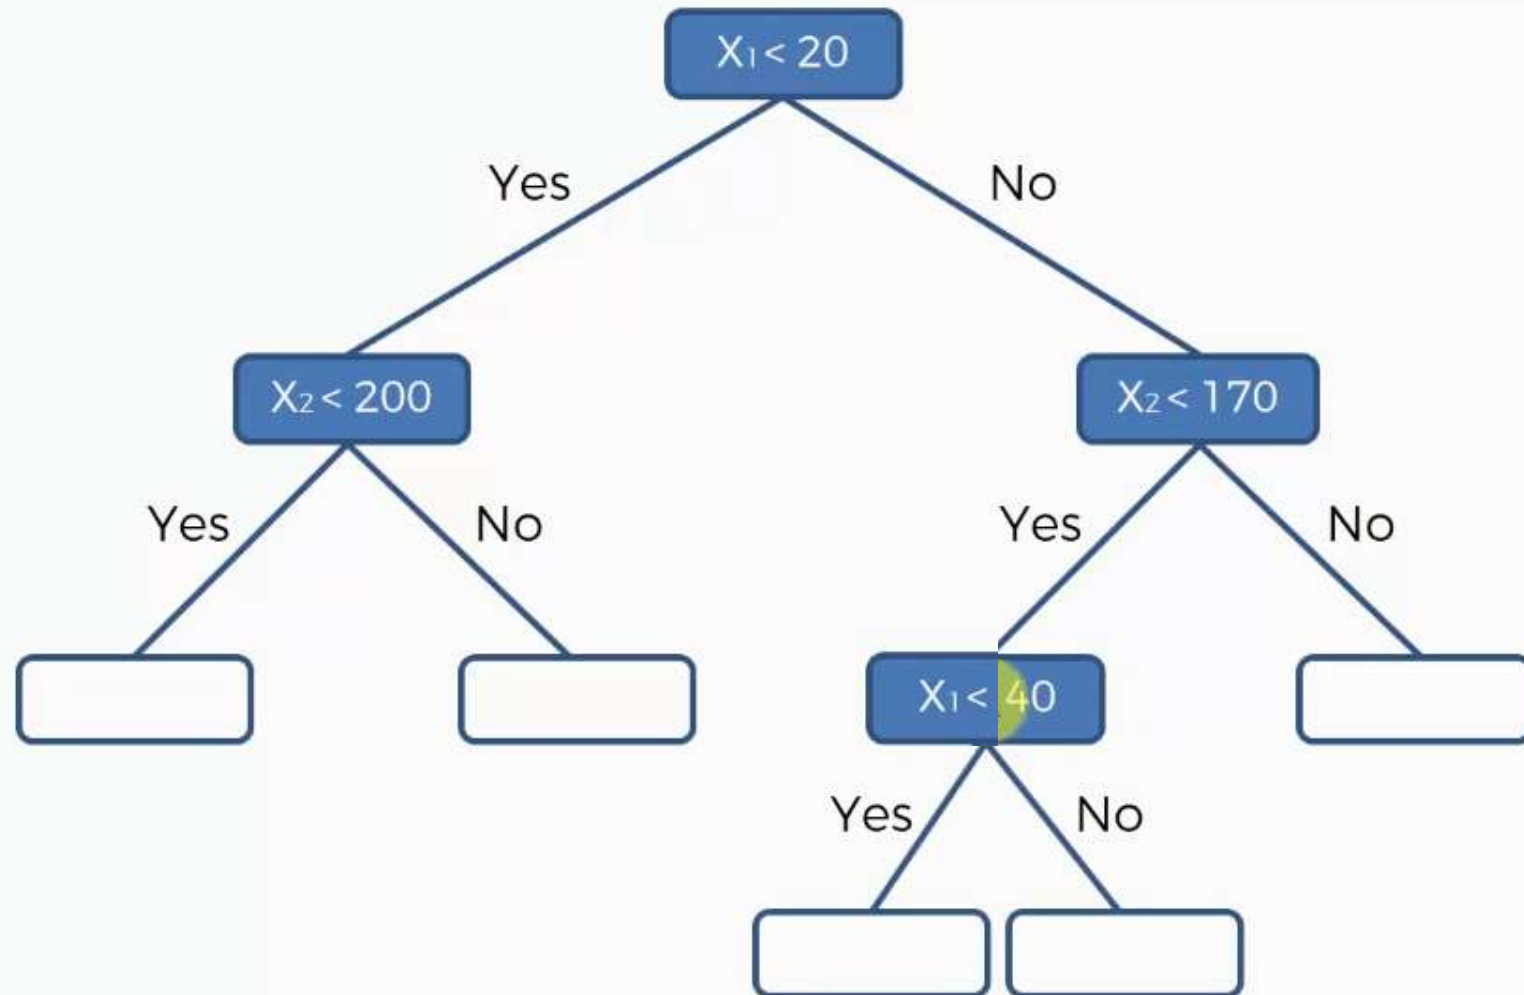 X₁ < 20
Yes
No
X₂ < 200
X₂ < 170
Yes
No
Yes
No
X₁ < 40
Yes
No